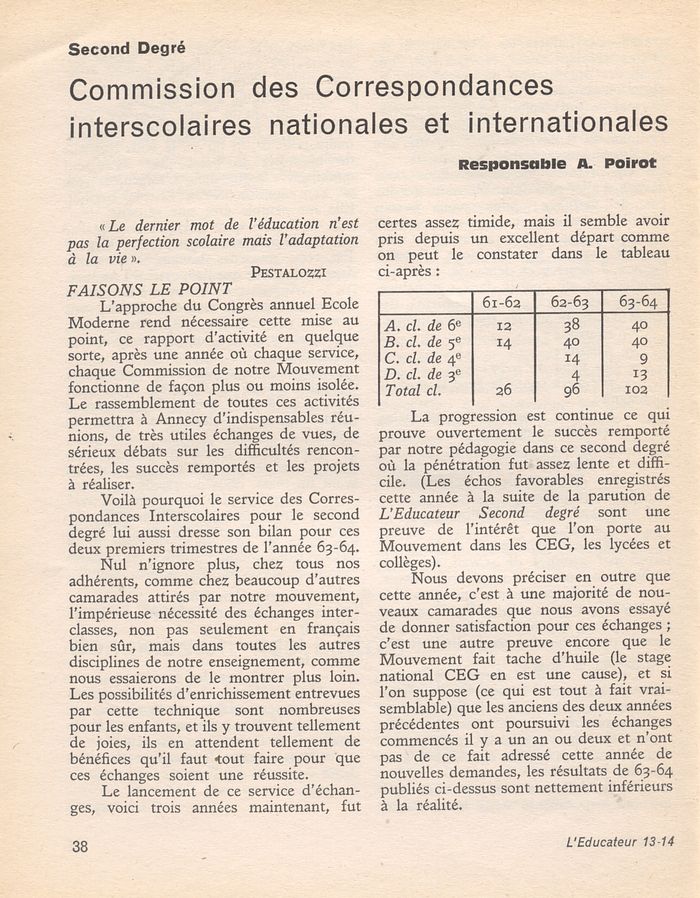 Second Degré
Commission des Correspondances
interscolaires nationales et internationales
Responsable A. Poirot
« Le dernier mot de l'éducation n'est
pas la perfection scolaire mais l'adaptation
à la vie ».
PESTALOZZI
FAISONS LE POINT
L'approche du Congrès annuel Ecole
Moderne rend nécessaire cette mise au
point, ce rapport d'activité en quelque
sorte, après une année où chaque service,
chaque Commission de notre Mouvement
fonctionne de façon plus ou moins isolée.
Le rassemblement de toutes ces activités
permettra à Annecy d'indispensables réu-
nions, de très utiles échanges de vues, de
sérieux débats sur les difficultés rencon-
trées, les succès remportés et les projets
à réaliser.
Voilà pourquoi le service des Corres-
pondances Interscolaires pour le second
degré lui aussi dresse son bilan pour ces
deux premiers trimestres de l'année 63-64.
Nul n'ignore plus, chez tous nos
adhérents, comme chez beaucoup d'autres
camarades attirés par notre mouvement,
l'impérieuse nécessité des échanges inter-
classes, non pas seulement en français
bien sûr, mais dans toutes les autres
disciplines de notre enseignement, comme
nous essaierons de le montrer plus loin.
Les possibilités d'enrichissement entrevues
par cette technique sont nombreuses
pour les enfants, et ils y trouvent tellement
de joies, ils en attendent tellement de
bénéfices qu'il faut tout faire pour que
ces échanges soient une réussite.
Le lancement de ce service d'échan-
ges, voici trois années maintenant, fut
certes assez timide, mais il semble avoir
pris depuis un excellent départ comme
on peut le constater dans le tableau
ci-après :
61-62 62-63 63-64
A. cl. de 6e 12 38 40
B. cl. de 5e 14 40 40
C. cl. de 4e 14 9
D. cl. de 3e 4 13
Total cl. 26 96 102
La progression est continue ce qui
prouve ouvertement le succès remporté
par notre pédagogie dans ce second degré
où la pénétration fut assez lente et diffi-
cile. (Les échos favorables enregistrés
cette année à la suite de la parution de
L'Educateur Second degré sont une
preuve de l'intérêt que l'on porte au
Mouvement dans les CEG, les lycées et
collèges).
Nous devons préciser en outre que
cette année, c'est à une majorité de nou-
veaux camarades que nous avons essayé
de donner satisfaction pour ces échanges ;
c'est une autre preuve encore que le
Mouvement fait tache d'huile (le stage
national CEG en est une cause), et si
l'on suppose (ce qui est tout à fait vrai-
semblable) que les anciens des deux années
précédentes ont poursuivi les échanges
commencés il y a un an ou deux et n'ont
pas de ce fait adressé cette année de
nouvelles demandes, les résultats de 63-64
publiés ci-dessus sont nettement inférieurs
à la réalité.
38
L'Educateur 13-14